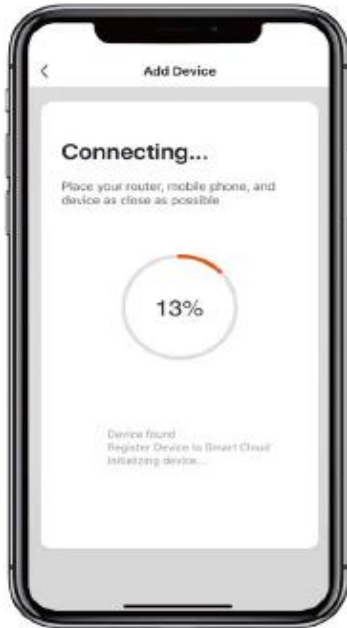 Add Device
Connecting...
Place your router, mobile phone, and
device as close as possible
13%
Device found
Register Device to Smart Cloud
Initializing device...